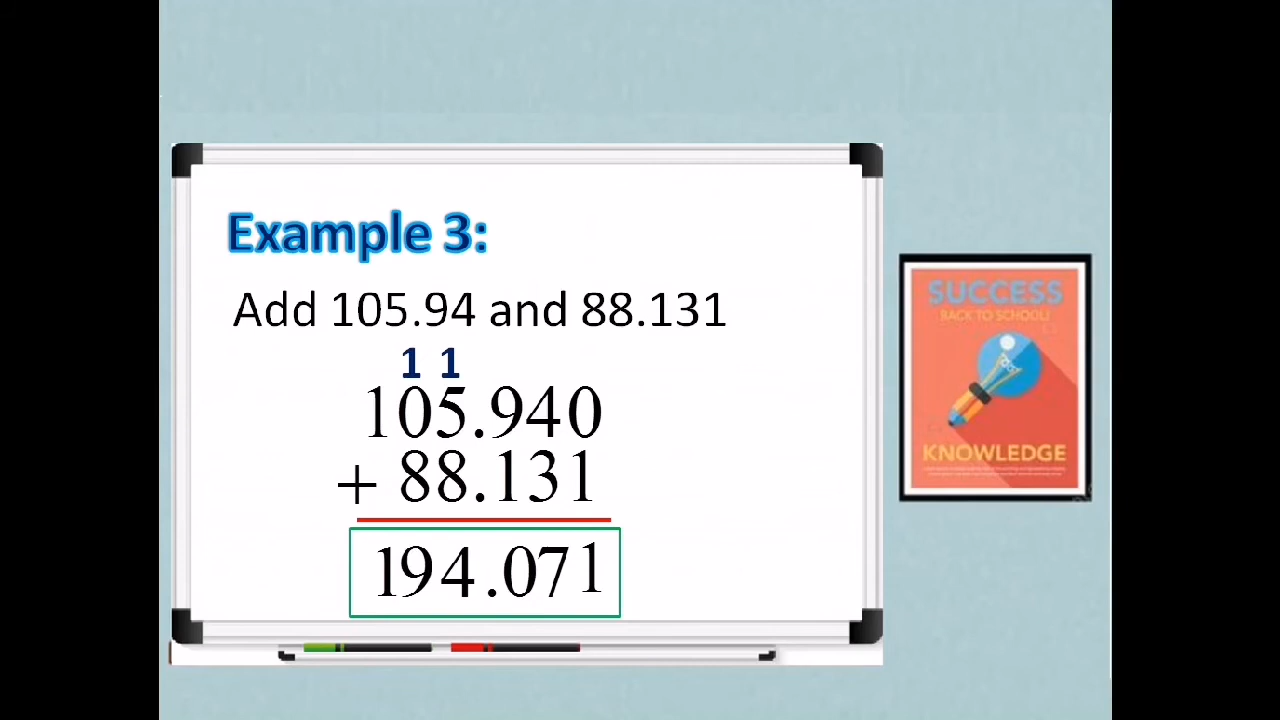 Example 3:
Add 105.94 and 88.131
1 1
105.940
+ 88.131
194.071
SUCCESS
BACK TO SCHOOL!
KNOWLEDGE